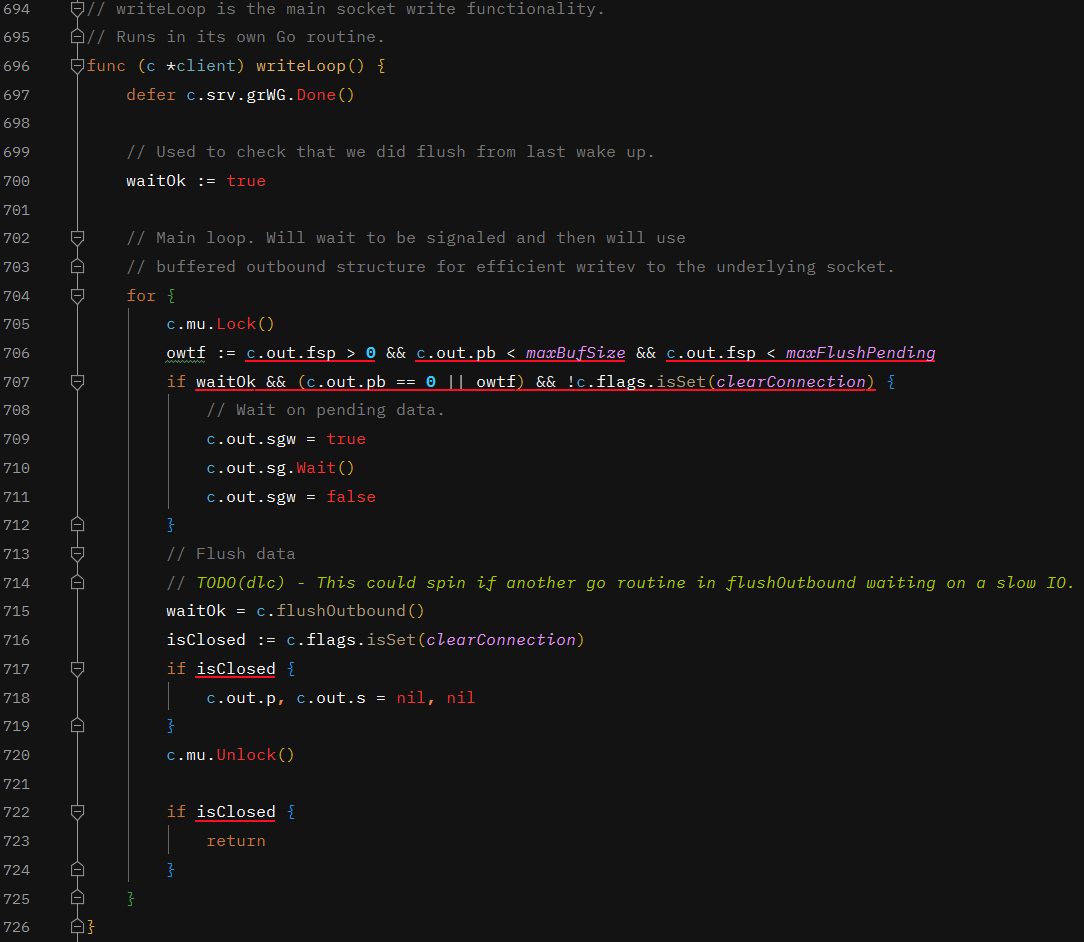 694 // writeLoop is the main socket write functionality.
695 // Runs in its own Go routine.
696 func (c *client) writeLoop() {
697     defer c.srv.grWG.Done()
698
699     // Used to check that we did flush from last wake up.
700     waitOk := true
701
702     // Main loop. Will wait to be signaled and then will use
703     // buffered outbound structure for efficient writev to the underlying socket.
704     for {
705         c.mu.Lock()
706         owtf := c.out.fsp > 0 && c.out.pb < maxBufSize && c.out.fsp < maxFlushPending
707         if waitOk && (c.out.pb == 0 || owtf) && !c.flags.isSet(clearConnection) {
708             // Wait on pending data.
709             c.out.sgw = true
710             c.out.sg.Wait()
711             c.out.sgw = false
712         }
713         // Flush data
714         // TODO(dlc) - This could spin if another go routine in flushOutbound waiting on a slow IO.
715         waitOk = c.flushOutbound()
716         isClosed := c.flags.isSet(clearConnection)
717         if isClosed {
718             c.out.p, c.out.s = nil, nil
719         }
720         c.mu.Unlock()
721
722         if isClosed {
723             return
724         }
725     }
726 }